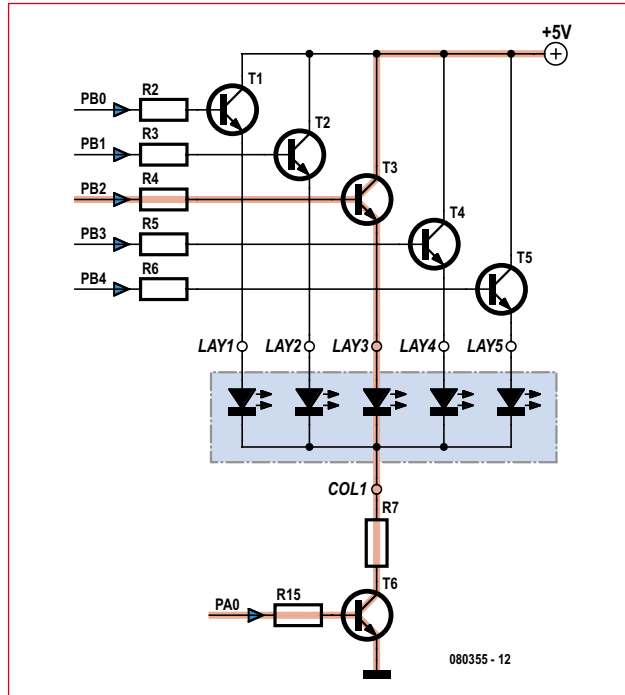 +5V
T1
PB0 R2
T2
PB1 R3
T3
PB2 R4
T4
PB3 R5
T5
PB4 R6
LAY1 LAY2 LAY3 LAY4 LAY5
COL1
R7
T6
PA0 R15
080355 - 12